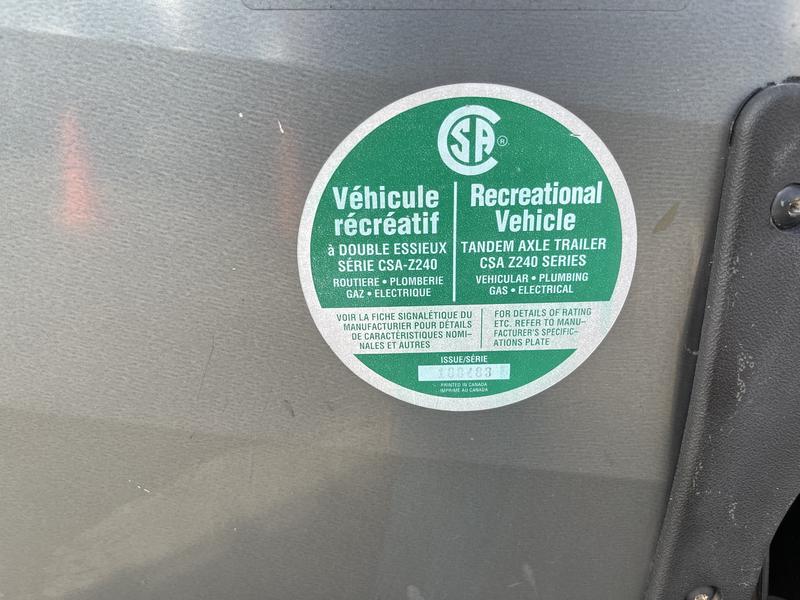 CSA®
Véhicule
récréatif
à DOUBLE ESSIEUX
SÉRIE CSA-Z240
ROUTIERE • PLOMBERIE
GAZ • ELECTRIQUE
Recreational
Vehicle
TANDEM AXLE TRAILER
CSA Z240 SERIES
VEHICULAR • PLUMBING
GAS • ELECTRICAL
VOIR LA FICHE SIGNALÉTIQUE DU
MANUFACTURIER POUR DÉTAILS
DE CARACTÉRISTIQUES NOMI-
NALES ET AUTRES
FOR DETAILS OF RATING
ETC. REFER TO MANU-
FACTURER'S SPECIFIC-
ATIONS PLATE
ISSUE/SÉRIE
PRINTED IN CANADA
IMPRIMÉ AU CANADA